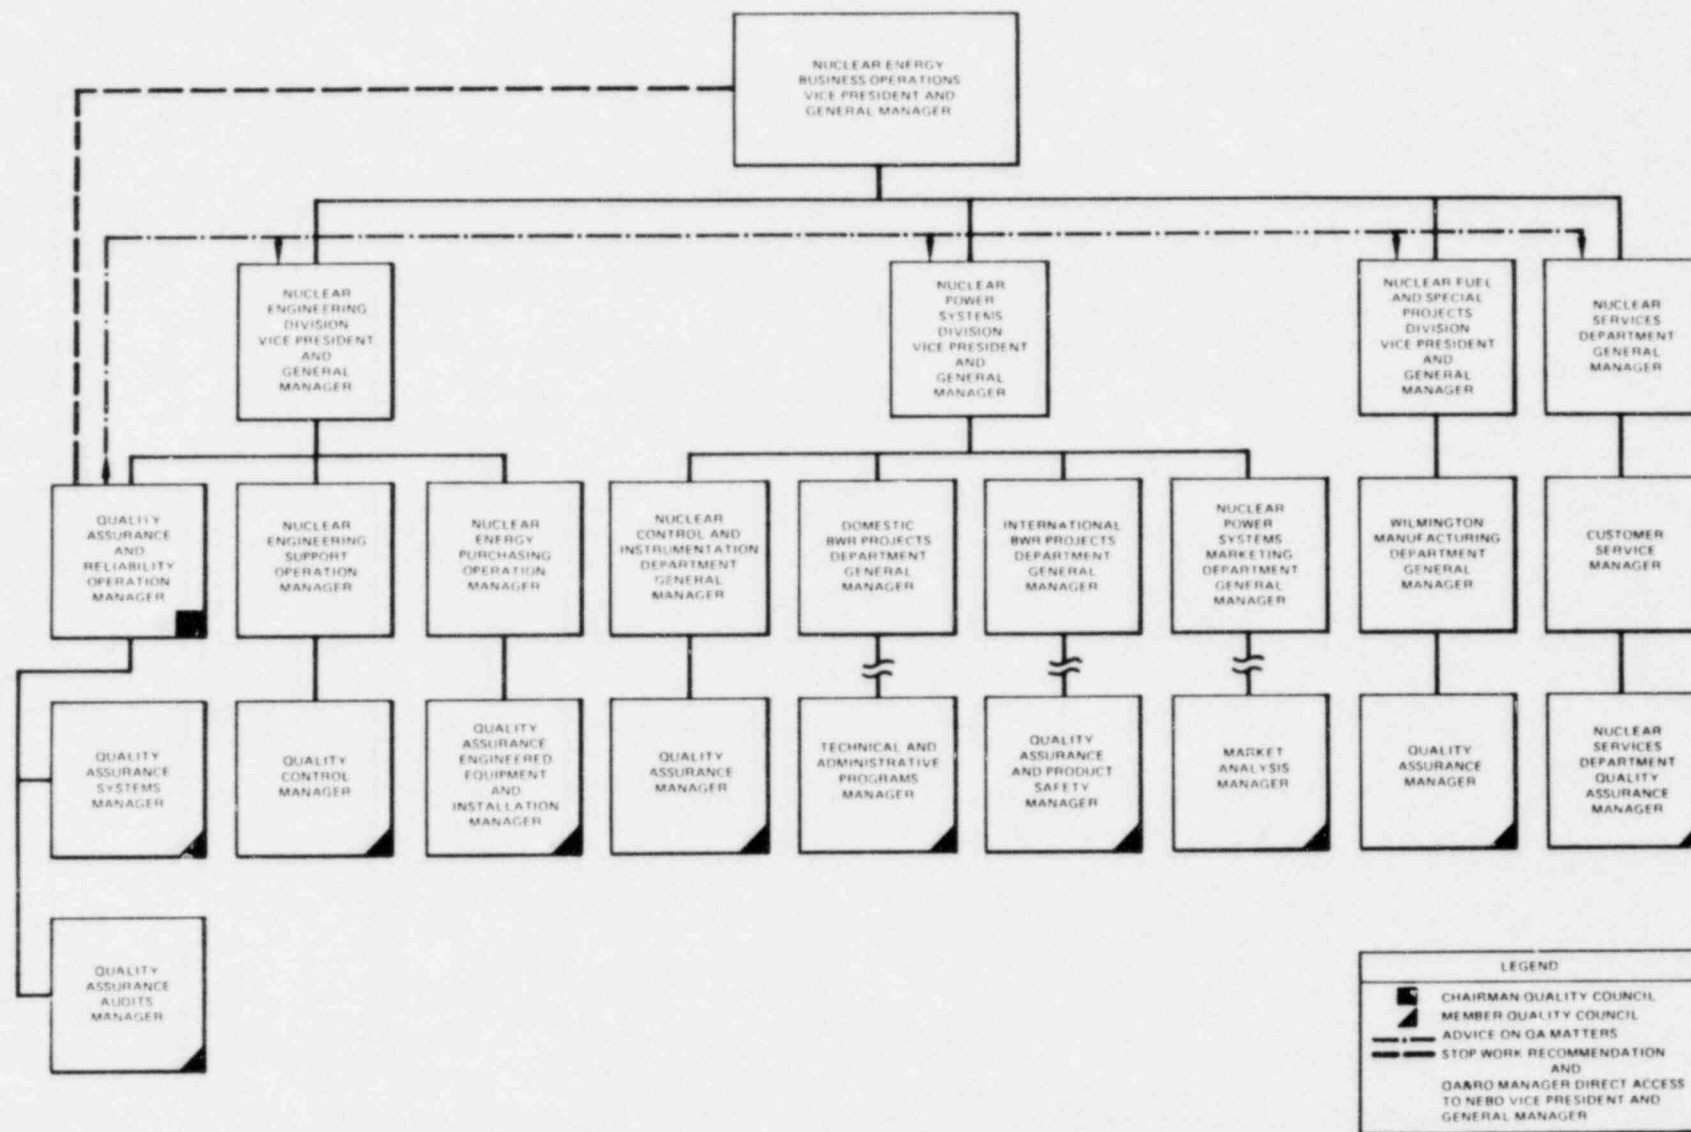 NUCLEAR ENERGY
BUSINESS OPERATIONS
VICE PRESIDENT AND
GENERAL MANAGER
NUCLEAR
ENGINEERING
DIVISION
VICE PRESIDENT
AND
GENERAL
MANAGER
NUCLEAR
POWER
SYSTEMS
DIVISION
VICE PRESIDENT
AND
GENERAL
MANAGER
NUCLEAR FUEL
AND SPECIAL
PROJECTS
DIVISION
VICE PRESIDENT
AND
GENERAL
MANAGER
NUCLEAR
SERVICES
DEPARTMENT
GENERAL
MANAGER
QUALITY
ASSURANCE
AND
RELIABILITY
OPERATION
MANAGER
NUCLEAR
ENGINEERING
SUPPORT
OPERATION
MANAGER
NUCLEAR
ENERGY
PURCHASING
OPERATION
MANAGER
NUCLEAR
CONTROL AND
INSTRUMENTATION
DEPARTMENT
GENERAL
MANAGER
DOMESTIC
BWR PROJECTS
DEPARTMENT
GENERAL
MANAGER
INTERNATIONAL
BWR PROJECTS
DEPARTMENT
GENERAL
MANAGER
NUCLEAR
POWER
SYSTEMS
MARKETING
DEPARTMENT
GENERAL
MANAGER
WILMINGTON
MANUFACTURING
DEPARTMENT
GENERAL
MANAGER
CUSTOMER
SERVICE
MANAGER
QUALITY
ASSURANCE
SYSTEMS
MANAGER
QUALITY
CONTROL
MANAGER
QUALITY
ASSURANCE
ENGINEERED
EQUIPMENT
AND
INSTALLATION
MANAGER
QUALITY
ASSURANCE
MANAGER
TECHNICAL AND
ADMINISTRATIVE
PROGRAMS
MANAGER
QUALITY
ASSURANCE
AND PRODUCT
SAFETY
MANAGER
MARKET
ANALYSIS
MANAGER
QUALITY
ASSURANCE
MANAGER
NUCLEAR
SERVICES
DEPARTMENT
QUALITY
ASSURANCE
MANAGER
QUALITY
ASSURANCE
AUDITS
MANAGER
LEGEND
CHAIRMAN QUALITY COUNCIL
MEMBER QUALITY COUNCIL
ADVICE ON QA MATTERS
STOP WORK RECOMMENDATION
AND
QA&RO MANAGER DIRECT ACCESS
TO NEBO VICE PRESIDENT AND
GENERAL MANAGER